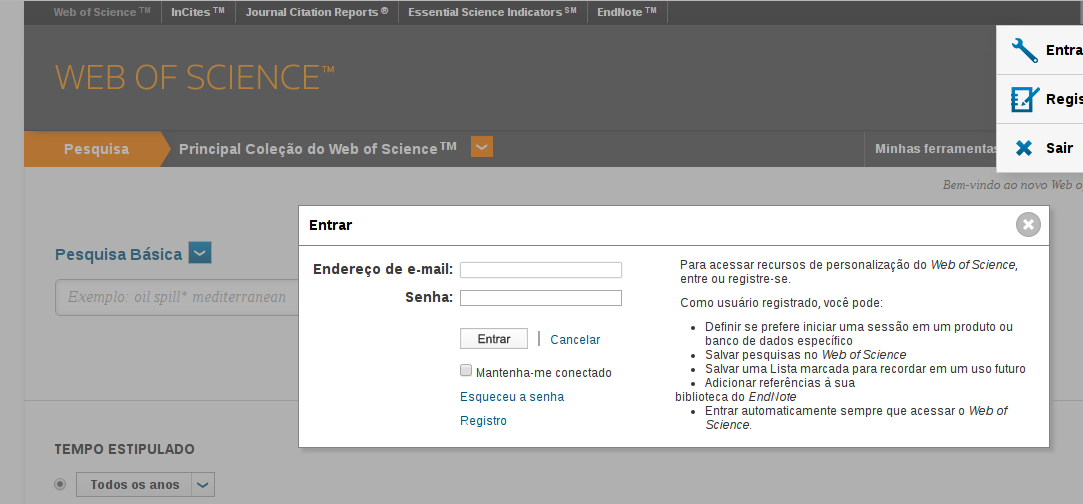 Web of Science ™ InCites ™ Journal Citation Reports ® Essential Science Indicators ℠ EndNote ™
WEB OF SCIENCE™
Entra
Regis
Sair
Pesquisa Principal Coleção do Web of Science™ Minhas ferramentas
Bem-vindo ao novo Web o
Entrar
Pesquisa Básica
Exemplo: oil spill* mediterranean
Endereço de e-mail:
Senha:
Entrar | Cancelar
Mantenha-me conectado
Esqueceu a senha
Registro
Para acessar recursos de personalização do Web of Science,
entre ou registre-se.
Como usuário registrado, você pode:
• Definir se prefere iniciar uma sessão em um produto ou
banco de dados específico
• Salvar pesquisas no Web of Science
• Salvar uma Lista marcada para recordar em um uso futuro
• Adicionar referências à sua
biblioteca do EndNote
• Entrar automaticamente sempre que acessar o Web of
Science.
TEMPO ESTIPULADO
Todos os anos